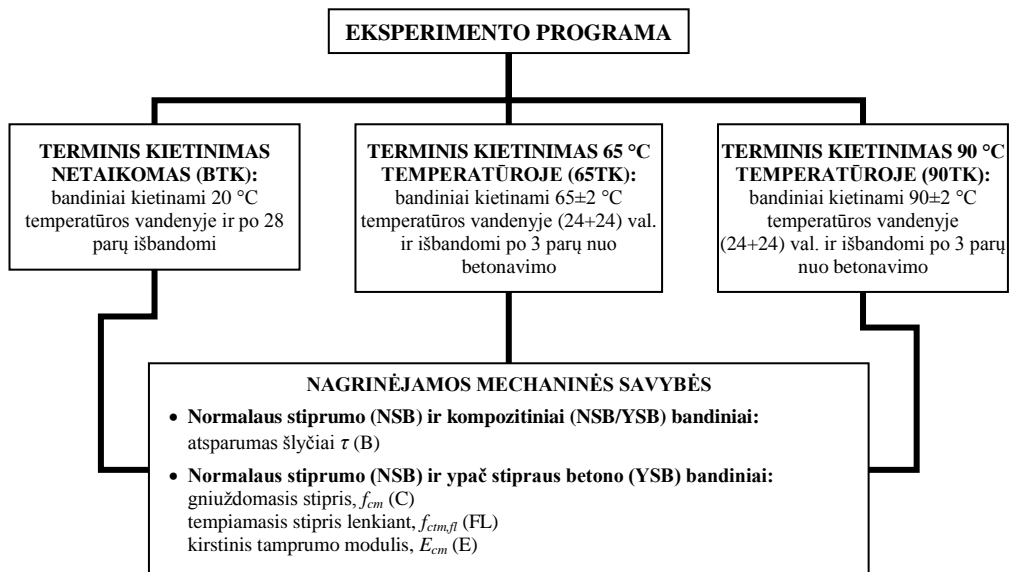 EKSPERIMENTO PROGRAMA
TERMINIS KIETINIMAS
NETAIKOMAS (BTK):
bandiniai kietinami 20 °C
temperatūros vandenyje ir po 28
parų išbandomi
TERMINIS KIETINIMAS 65 °C
TEMPERATŪROJE (65TK):
bandiniai kietinami 65±2 °C
temperatūros vandenyje (24+24) val.
ir išbandomi po 3 parų nuo
betonavimo
TERMINIS KIETINIMAS 90 °C
TEMPERATŪROJE (90TK):
bandiniai kietinami 90±2 °C
temperatūros vandenyje
(24+24) val. ir išbandomi po 3 parų
nuo betonavimo
NAGRINĖJAMOS MECHANINĖS SAVYBĖS
• Normalaus stiprumo (NSB) ir kompozitiniai (NSB/YSB) bandiniai:
atsparumas šlyčiai τ (B)
• Normalaus stiprumo (NSB) ir ypač stipraus betono (YSB) bandiniai:
gniuždomasis stipris, fcm (C)
tempiamasis stipris lenkiant, fctm,fl (FL)
kirstinis tamprumo modulis, Ecm (E)